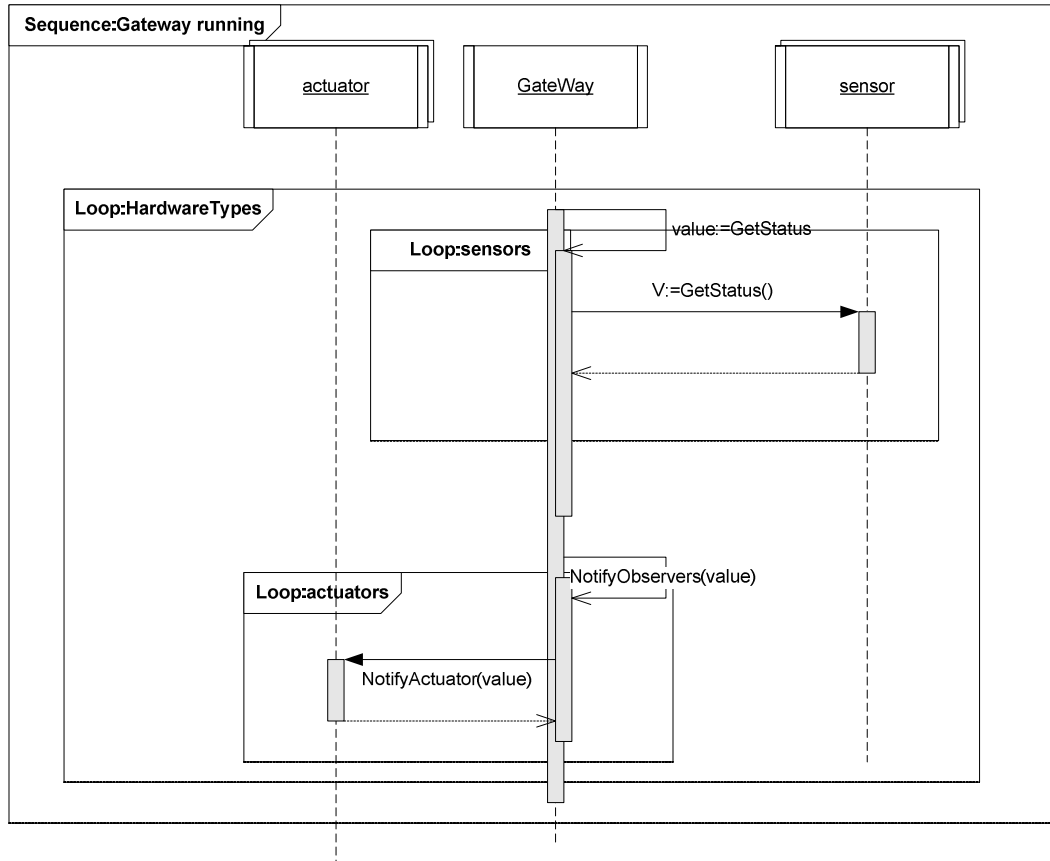 Sequence:Gateway running
actuator
GateWay
sensor
Loop:HardwareTypes
value:=GetStatus
Loop:sensors
V:=GetStatus()
NotifyObservers(value)
Loop:actuators
NotifyActuator(value)